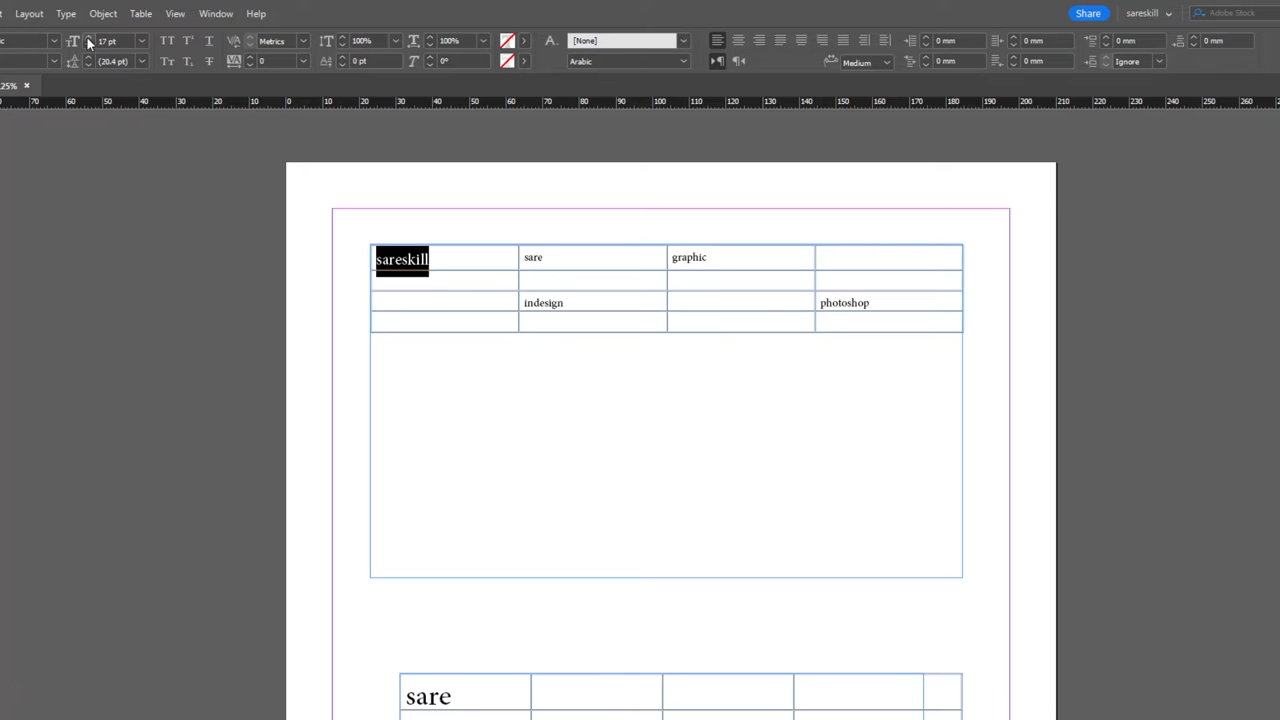 Layout Type Object Table View Window Help Share sareskill Adobe Stock
17 pt Metrics 100% 100% A. [None] 0 mm 0 mm 0 mm 0 mm
(20.4 pt) 0 0 pt 0° Arabic Medium 0 mm 0 mm Ignore
25% ×
70 60 50 40 30 20 10 0 10 20 30 40 50 60 70 80 90 100 110 120 130 140 150 160 170 180 190 200 210 220 230 240 250 260
sareskill sare graphic
indesign photoshop
sare